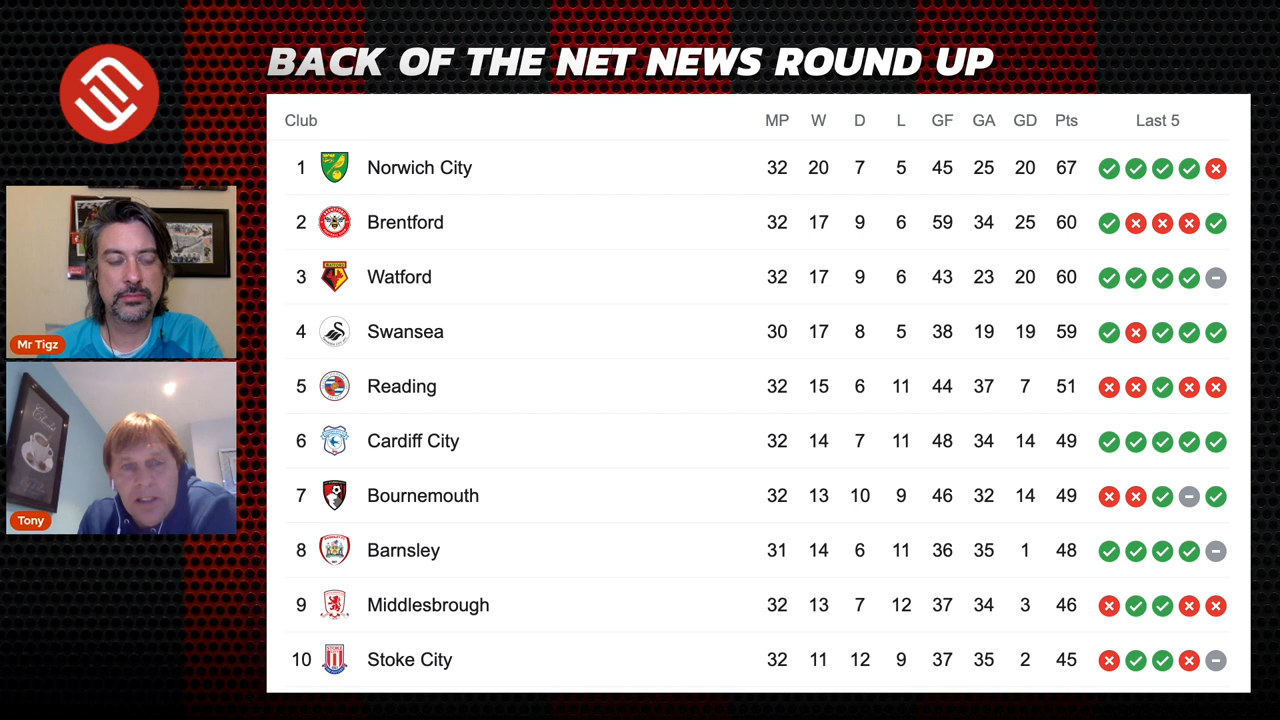 BACK OF THE NET NEWS ROUND UP
Club MP W D L GF GA GD Pts Last 5
1 Norwich City 32 20 7 5 45 25 20 67
2 Brentford 32 17 9 6 59 34 25 60
3 Watford 32 17 9 6 43 23 20 60
4 Swansea 30 17 8 5 38 19 19 59
5 Reading 32 15 6 11 44 37 7 51
6 Cardiff City 32 14 7 11 48 34 14 49
7 Bournemouth 32 13 10 9 46 32 14 49
8 Barnsley 31 14 6 11 36 35 1 48
9 Middlesbrough 32 13 7 12 37 34 3 46
10 Stoke City 32 11 12 9 37 35 2 45
Mr Tigz
Tony